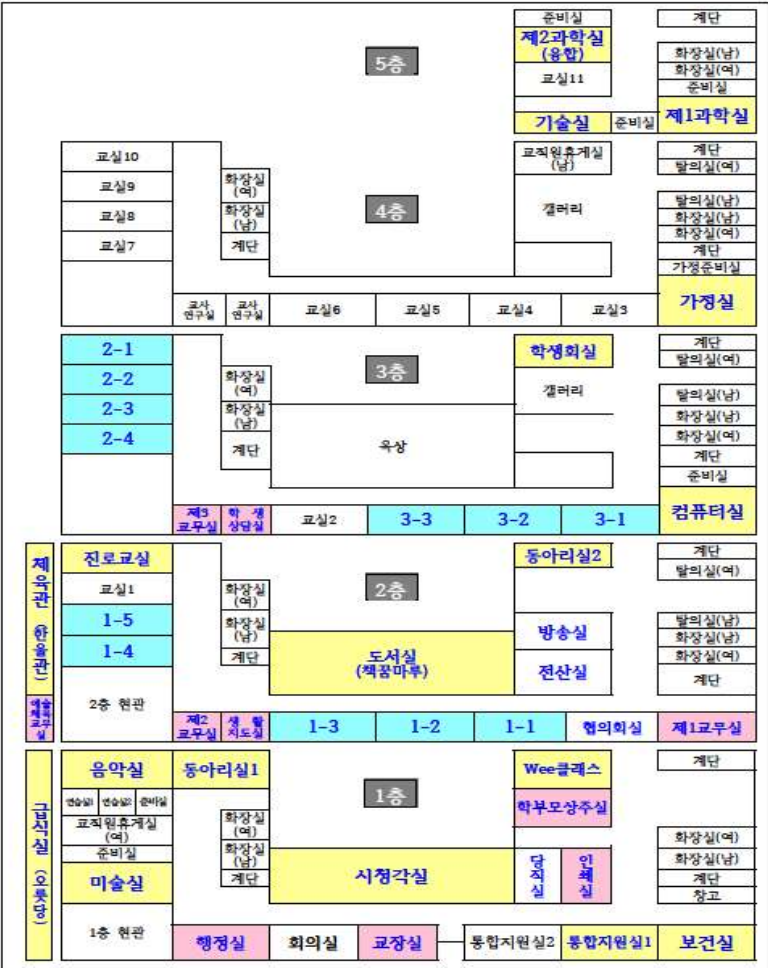 준비실
계단
제2과학실
(융합)
5층
화장실(남)
화장실(여)
교실11
준비실
기술실
준비실
제1과학실
교실10
교직원휴게실
(남)
계단
탈의실(여)
교실9
화장실
(여)
4층
교실8
화장실
(남)
갤러리
탈의실(남)
화장실(남)
화장실(여)
교실7
계단
계단
가정준비실
교사
연구실
교사
연구실
교실6
교실5
교실4
교실3
가정실
2-1
학생회실
계단
탈의실(여)
2-2
화장실
(여)
3층
갤러리
탈의실(남)
2-3
화장실
(남)
화장실(남)
2-4
계단
옥상
화장실(여)
계단
준비실
제3
교무실
학 생
상담실
교실2
3-3
3-2
3-1
컴퓨터실
체육관 (한울관)
진로교실
동아리실2
계단
탈의실(여)
교실1
화장실
(여)
2층
1-5
화장실
(남)
방송실
탈의실(남)
화장실(남)
1-4
계단
도서실
(책꿈마루)
전산실
화장실(여)
계단
예술
체육
교무
실
2층 현관
제2
교무실
생 활
지도실
1-3
1-2
1-1
협의회실
제1교무실
급식실 (오릇당)
음악실
동아리실1
1층
Wee클래스
계단
연습실1
연습실2
준비실
학부모상주실
교직원휴게실
(여)
화장실
(여)
화장실(여)
준비실
화장실
(남)
화장실(남)
미술실
계단
시청각실
당직실
인쇄실
계단
창고
1층 현관
행정실
회의실
교장실
통합지원실2
통합지원실1
보건실